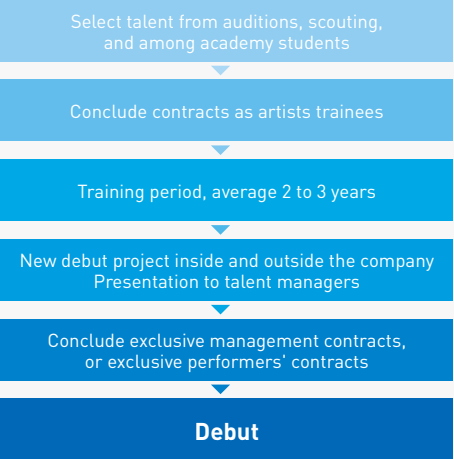 Select talent from auditions, scouting,
and among academy students
Conclude contracts as artists trainees
Training period, average 2 to 3 years
New debut project inside and outside the company
Presentation to talent managers
Conclude exclusive management contracts,
or exclusive performers' contracts
Debut